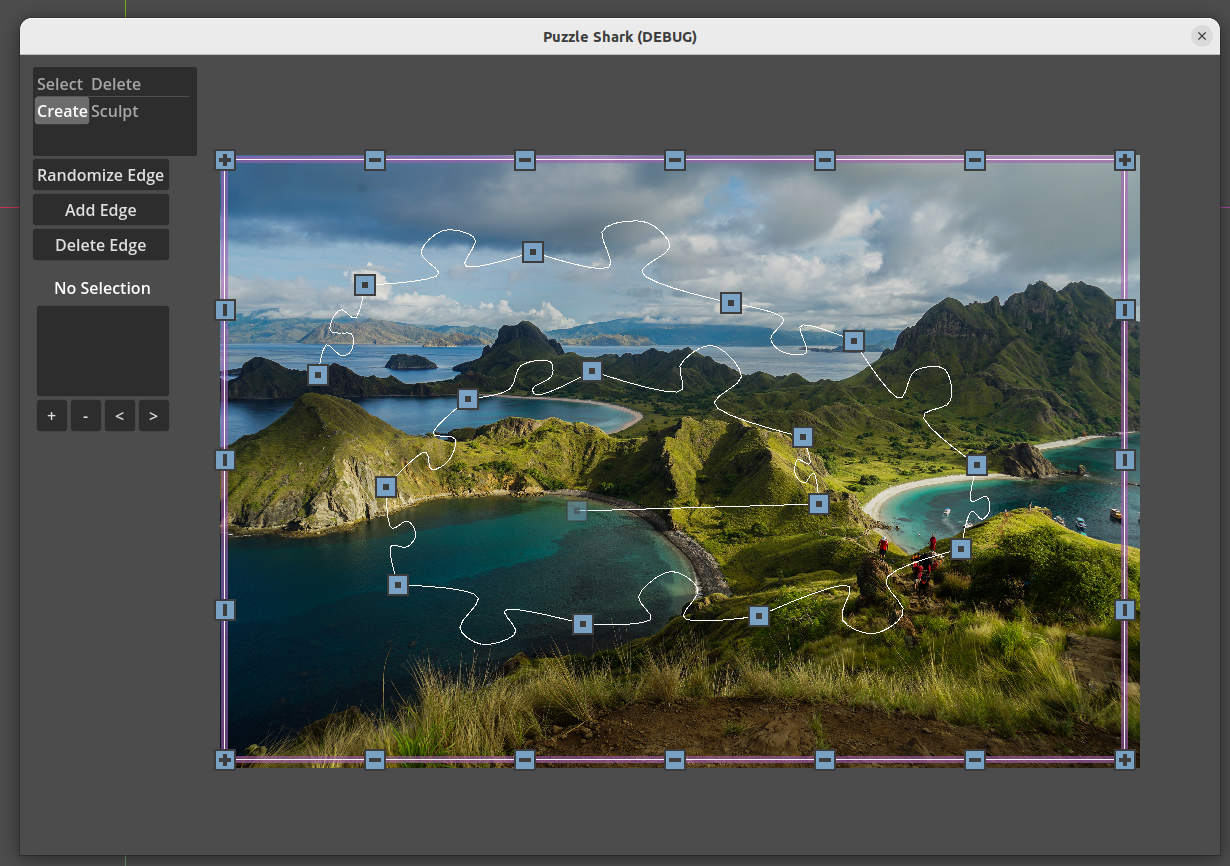 Puzzle Shark (DEBUG)
Select Delete
Create Sculpt
Randomize Edge
Add Edge
Delete Edge
No Selection
+ - < >